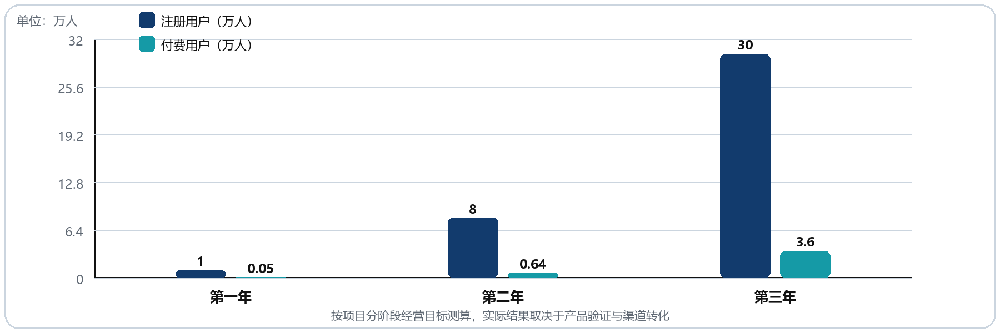 单位：万人
注册用户（万人）
付费用户（万人）
32
25.6
19.2
12.8
6.4
0
1
0.05
8
0.64
30
3.6
第一年
第二年
第三年
按项目分阶段经营目标测算，实际结果取决于产品验证与渠道转化